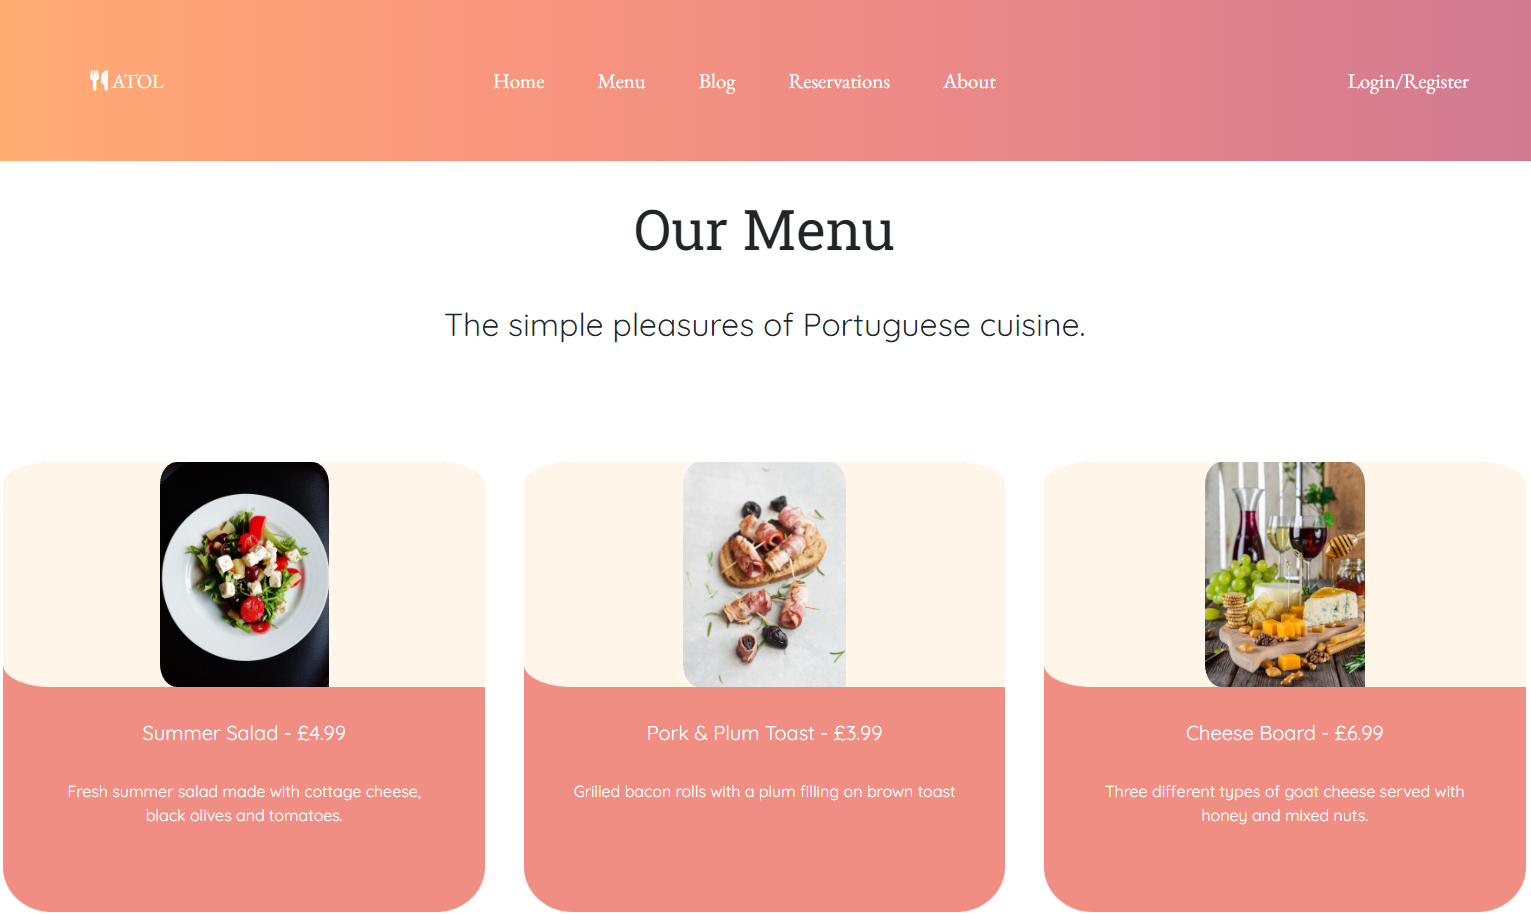 ATOL
Home Menu Blog Reservations About
Login/Register
Our Menu
The simple pleasures of Portuguese cuisine.
Summer Salad - £4.99
Fresh summer salad made with cottage cheese,
black olives and tomatoes.
Pork & Plum Toast - £3.99
Grilled bacon rolls with a plum filling on brown toast
Cheese Board - £6.99
Three different types of goat cheese served with
honey and mixed nuts.